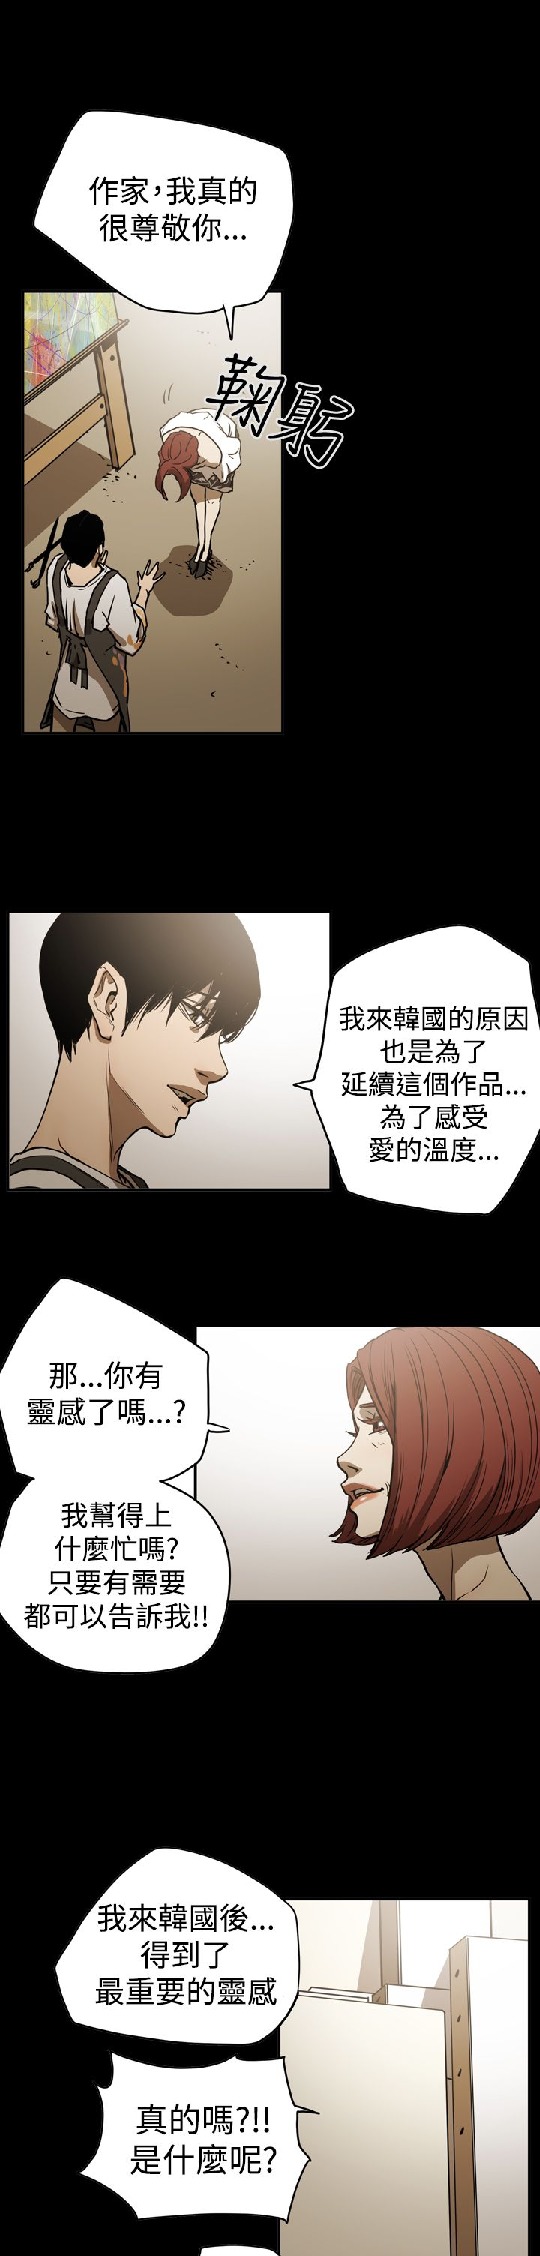 作家,我真的
很尊敬你...
鞠躬
我來韓國的原因
也是為了
延續這個作品...
為了感受
愛的溫度...
那...你有
靈感了嗎...?
我幫得上
什麼忙嗎?
只要有需要
都可以告訴我!!
我來韓國後...
得到了
最重要的靈感
真的嗎?!!
是什麼呢?